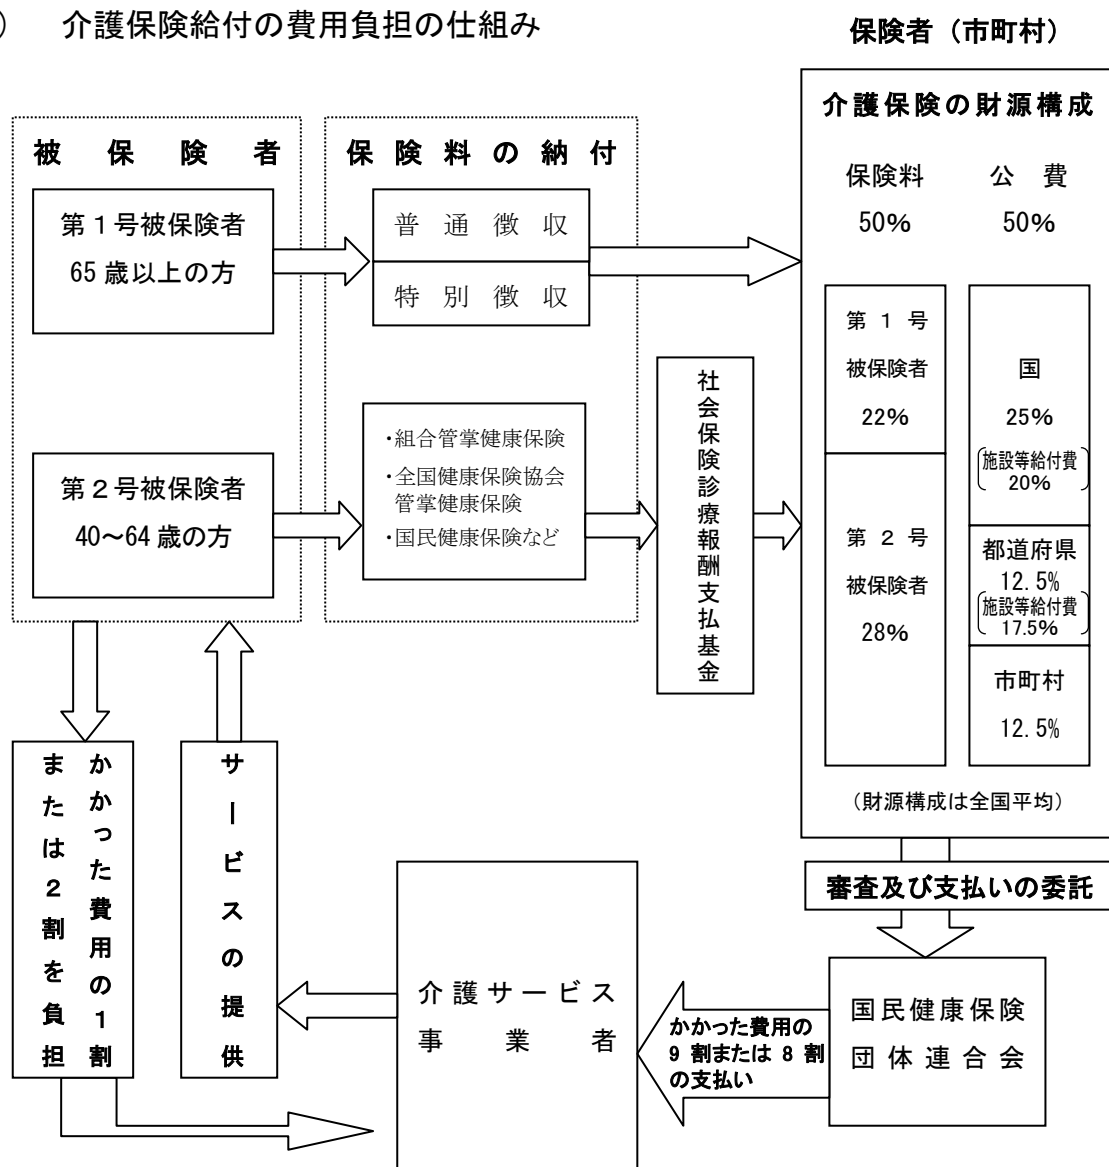 ) 介護保険給付の費用負担の仕組み
保険者（市町村）
介護保険の財源構成
保険料 公費
50% 50%
第1号
被保険者
22%
第2号
被保険者
28%
国
25%
施設等給付費
20%
都道府県
12.5%
施設等給付費
17.5%
市町村
12.5%
（財源構成は全国平均）
被保険者
第1号被保険者
65歳以上の方
第2号被保険者
40～64歳の方
保険料の納付
普通徴収
特別徴収
・組合管掌健康保険
・全国健康保険協会
管掌健康保険
・国民健康保険など
社会保険診療報酬支払基金
審査及び支払いの委託
国民健康保険
団体連合会
かかった費用の
9割または8割
の支払い
介護サービス
事業者
サービスの提供
かかった費用の1割
または2割を負担